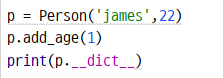 p = Person('james',22)
p.add_age(1)
print(p.__dict__)